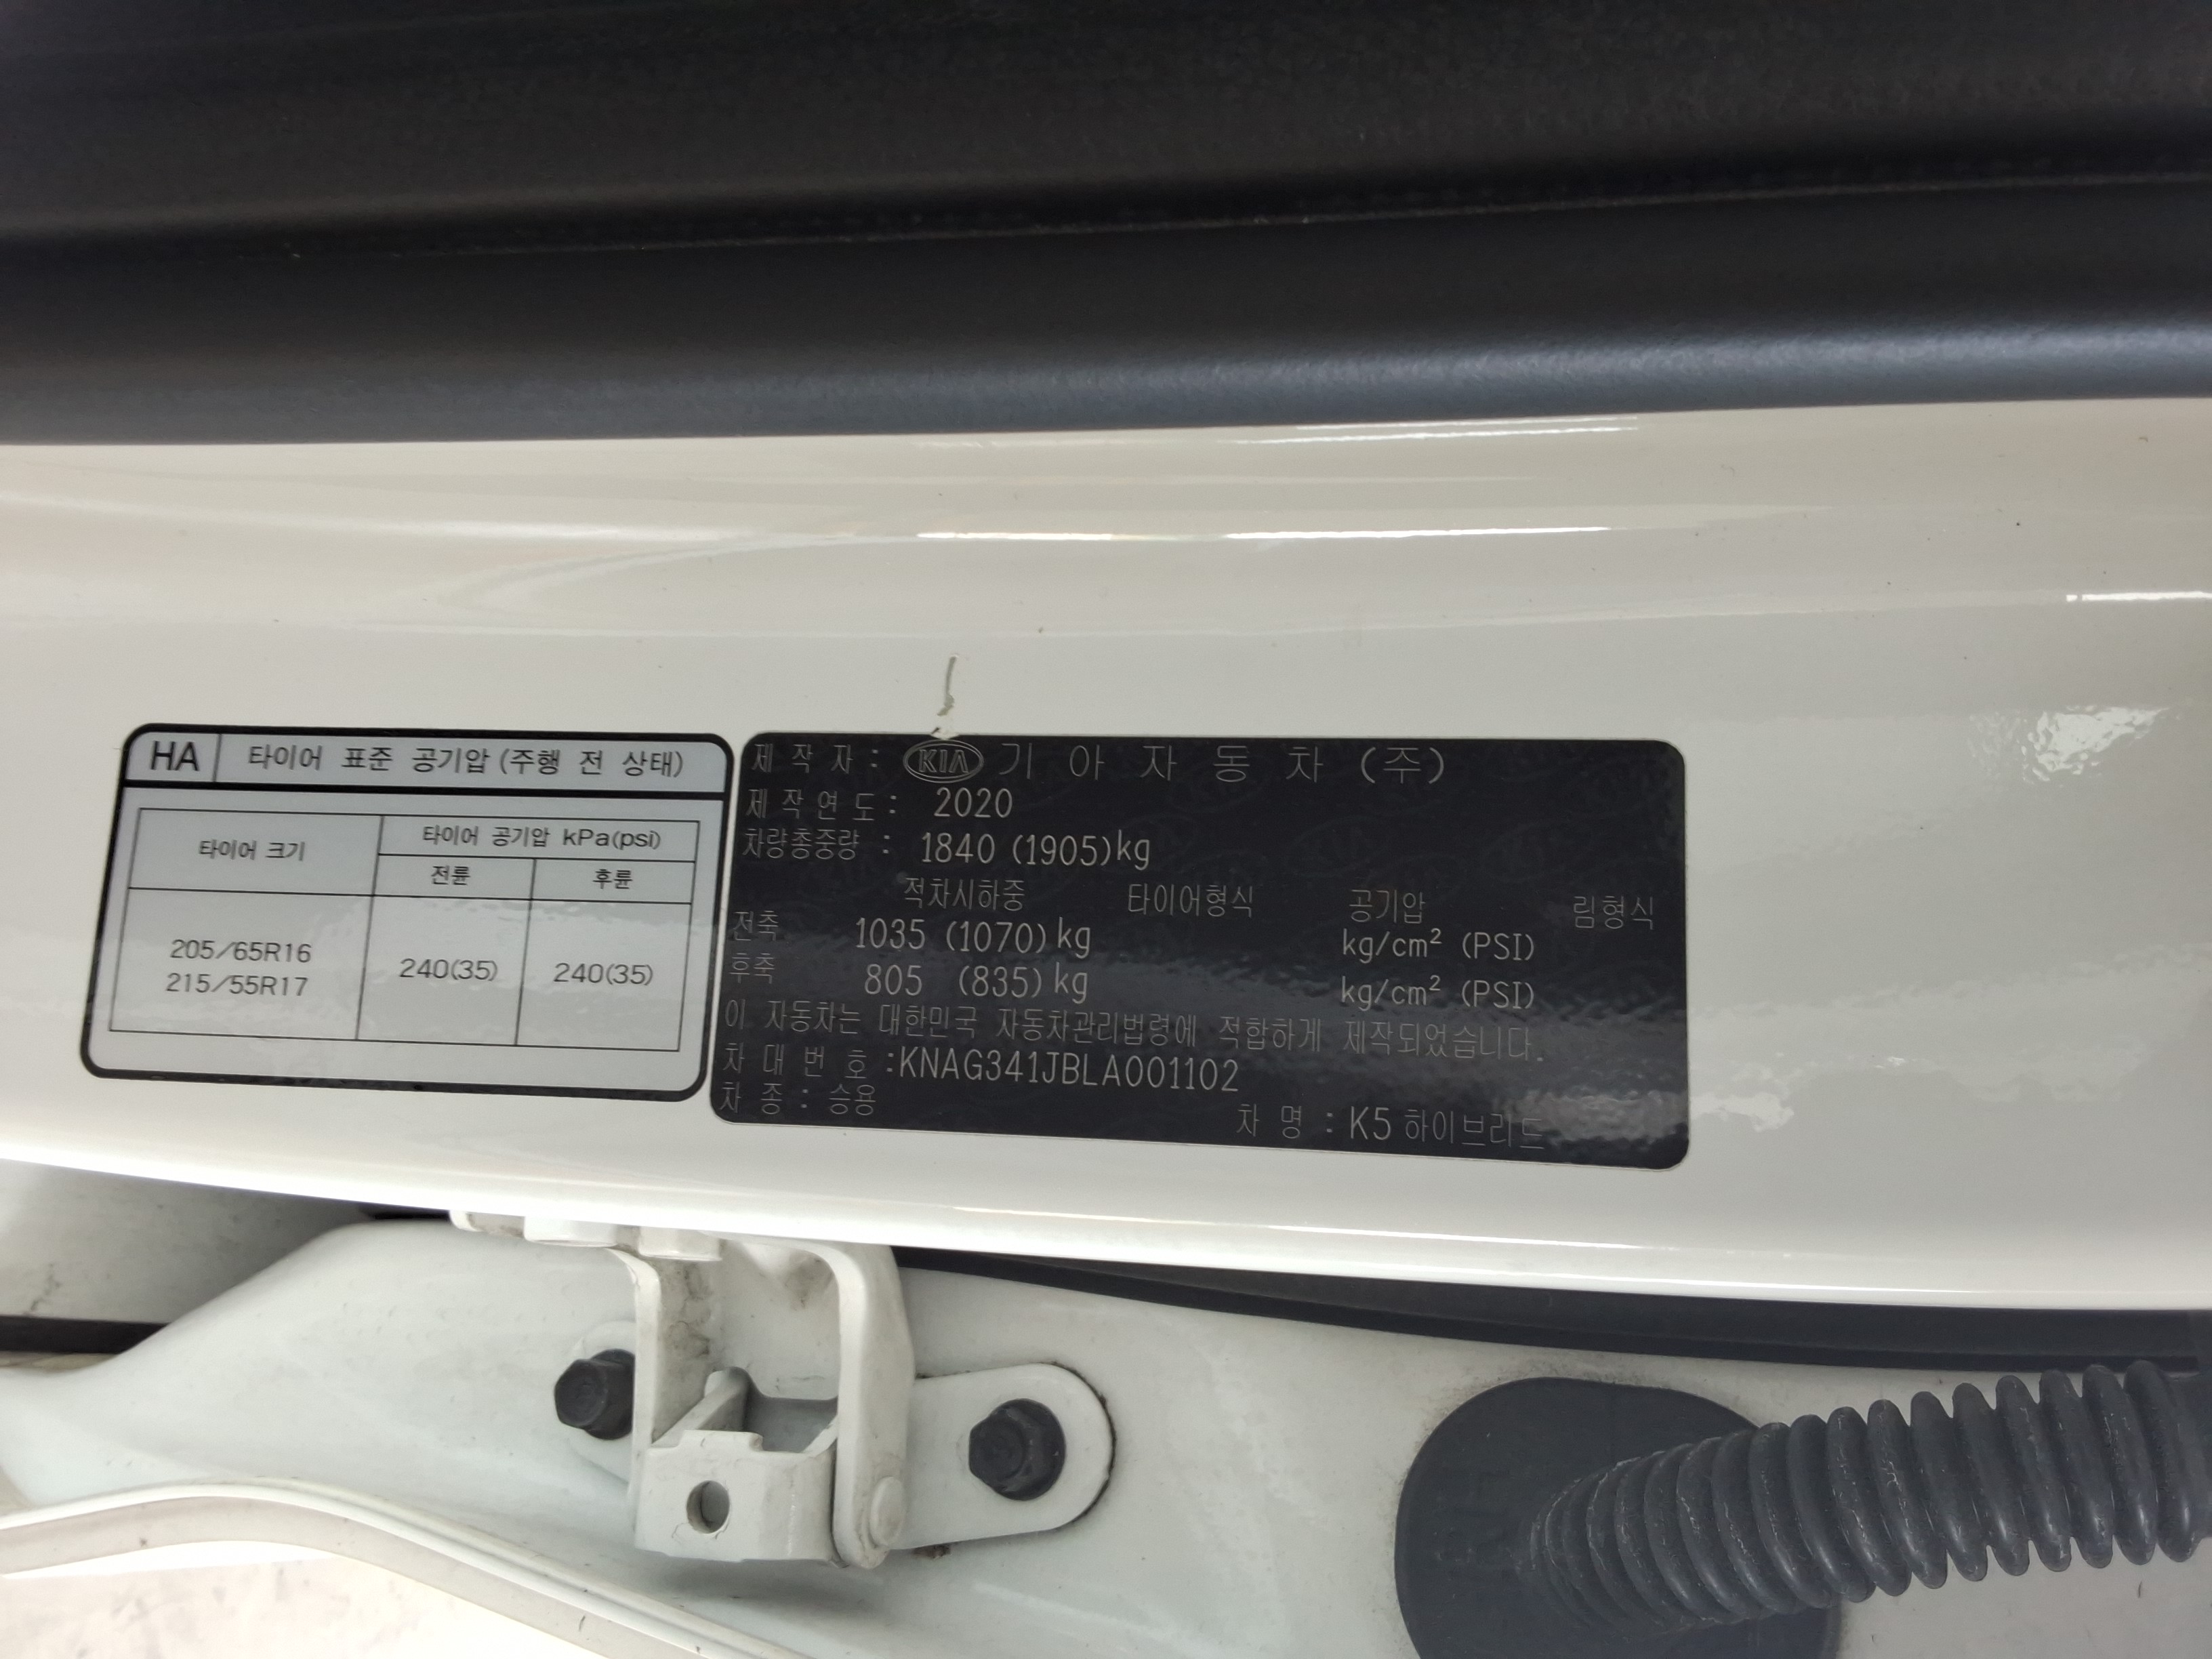 HA 타이어 표준 공기압 (주행 전 상태)
타이어 크기
타이어 공기압 kPa(psi)
전륜 후륜
205/65R16
215/55R17
240(35) 240(35)
제 작 자 : KIA 기 아 자 동 차 (주)
제 작 연 도 : 2020
차량총중량 : 1840 (1905)kg
적차시하중 타이어형식 공기압 림형식
전축 1035 (1070)kg kg/cm² (PSI)
후축 805 (835)kg kg/cm² (PSI)
이 자동차는 대한민국 자동차관리법령에 적합하게 제작되었습니다.
차 대 번 호 :KNAG341JBLA001102
차 종 : 승용
차 명 : K5 하이브리드